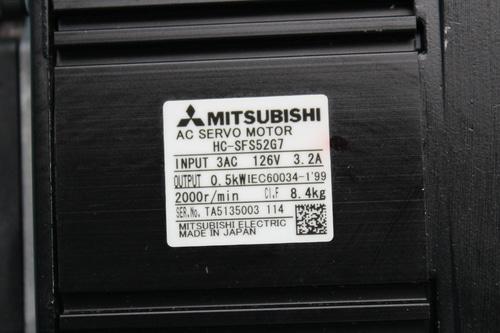 MITSUBISHI
AC SERVO MOTOR
HC-SFS52G7
INPUT 3AC 126V 3.2A
OUTPUT 0.5kW IEC60034-1'99
2000r/min Cl.F 8.4kg
SER.No. TA5135003 114
MITSUBISHI ELECTRIC
MADE IN JAPAN